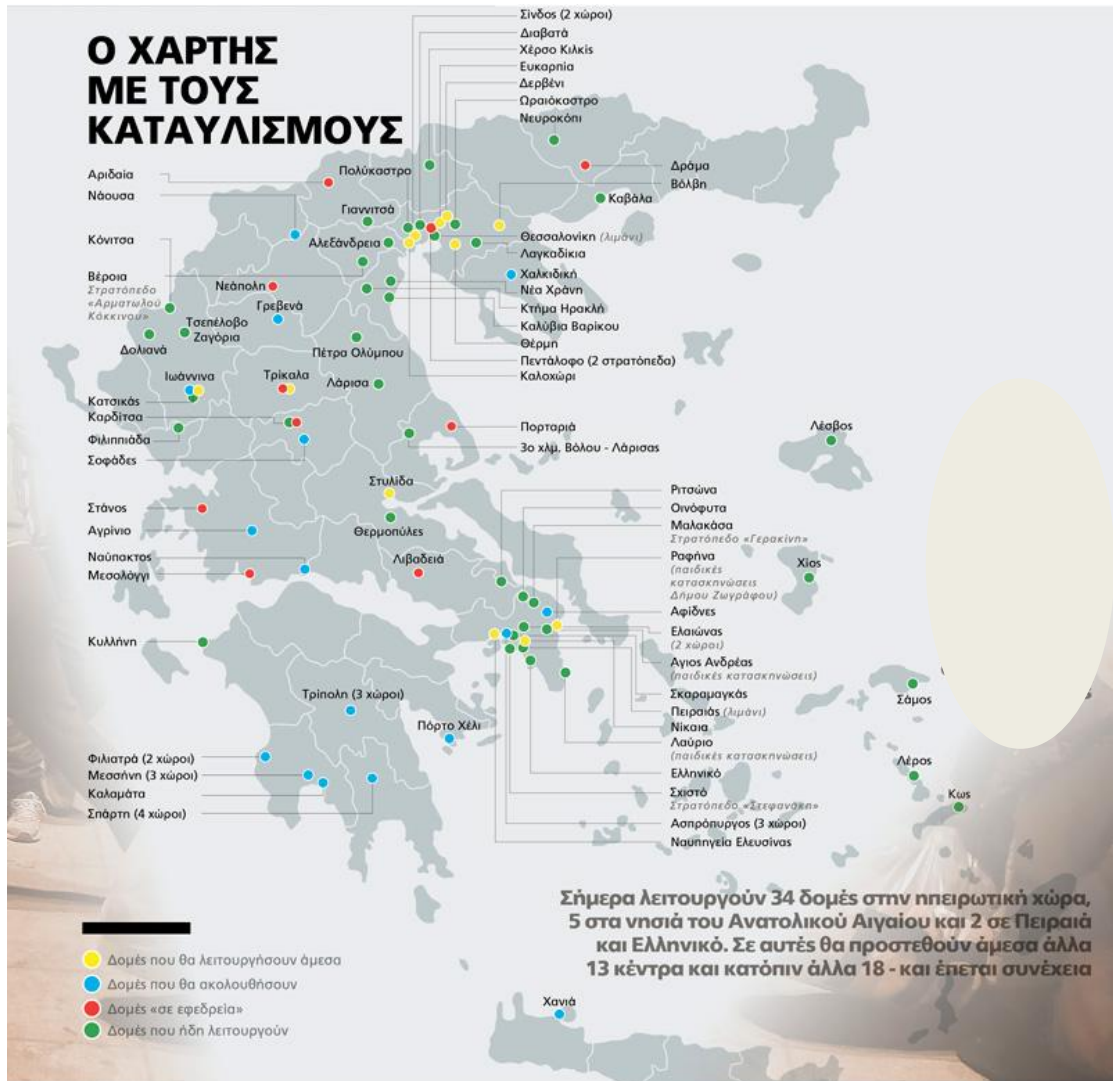 Ο ΧΑΡΤΗΣ
ΜΕ ΤΟΥΣ
ΚΑΤΑΥΛΙΣΜΟΥΣ
Σίνδος (2 χώροι)
Διαβατά
Χέρσο Κιλκίς
Ευκαρπία
Δερβένι
Ωραιόκαστρο
Νευροκόπι
Δράμα
Βόλβη
Καβάλα
Θεσσαλονίκη (λιμάνι)
Λαγκαδίκια
Χαλκιδική
Νέα Χράνη
Κτήμα Ηρακλή
Καλύβια Βαρίκου
Θέρμη
Πεντάλοφο (2 στρατόπεδα)
Καλοχώρι
Αριδαία
Νάουσα
Κόνιτσα
Βέροια
Στρατόπεδο
«Αρματωλού
Κόκκινου»
Πολύκαστρο
Γιαννιτσά
Αλεξάνδρεια
Νεάπολη
Γρεβενά
Τσεπέλοβο
Ζαγόρια
Δολιανά
Πέτρα Ολύμπου
Ιωάννινα
Τρίκαλα
Λάρισα
Κατσικάς
Καρδίτσα
Φιλιππιάδα
Σοφάδες
Πορταριά
3ο χλμ. Βόλου - Λάρισας
Λέσβος
Στυλίδα
Θερμοπύλες
Λιβαδειά
Στάνος
Αγρίνιο
Ναύπακτος
Μεσολόγγι
Κυλλήνη
Ριτσώνα
Οινόφυτα
Μαλακάσα
Στρατόπεδο «Γερακίνη»
Ραφήνα
(παιδικές
κατασκηνώσεις
Δήμου Ζωγράφου)
Αφίδνες
Ελαιώνας
(2 χώροι)
Αγιος Ανδρέας
(παιδικές κατασκηνώσεις)
Σκαραμαγκάς
Πειραιάς (λιμάνι)
Νίκαια
Λαύριο
(παιδικές κατασκηνώσεις)
Ελληνικό
Σχιστό
Στρατόπεδο «Στεφανάκη»
Ασπρόπυργος (3 χώροι)
Ναυπηγεία Ελευσίνας
Χίος
Σάμος
Λέρος
Κως
Τρίπολη (3 χώροι)
Πόρτο Χέλι
Φιλιατρά (2 χώροι)
Μεσσήνη (3 χώροι)
Καλαμάτα
Σπάρτη (4 χώροι)
Σήμερα λειτουργούν 34 δομές στην ηπειρωτική χώρα,
5 στα νησιά του Ανατολικού Αιγαίου και 2 σε Πειραιά
και Ελληνικό. Σε αυτές θα προστεθούν άμεσα άλλα
13 κέντρα και κατόπιν άλλα 18 - και έπεται συνέχεια
Δομές που θα λειτουργήσουν άμεσα
Δομές που θα ακολουθήσουν
Δομές «σε εφεδρεία»
Δομές που ήδη λειτουργούν
Χανιά